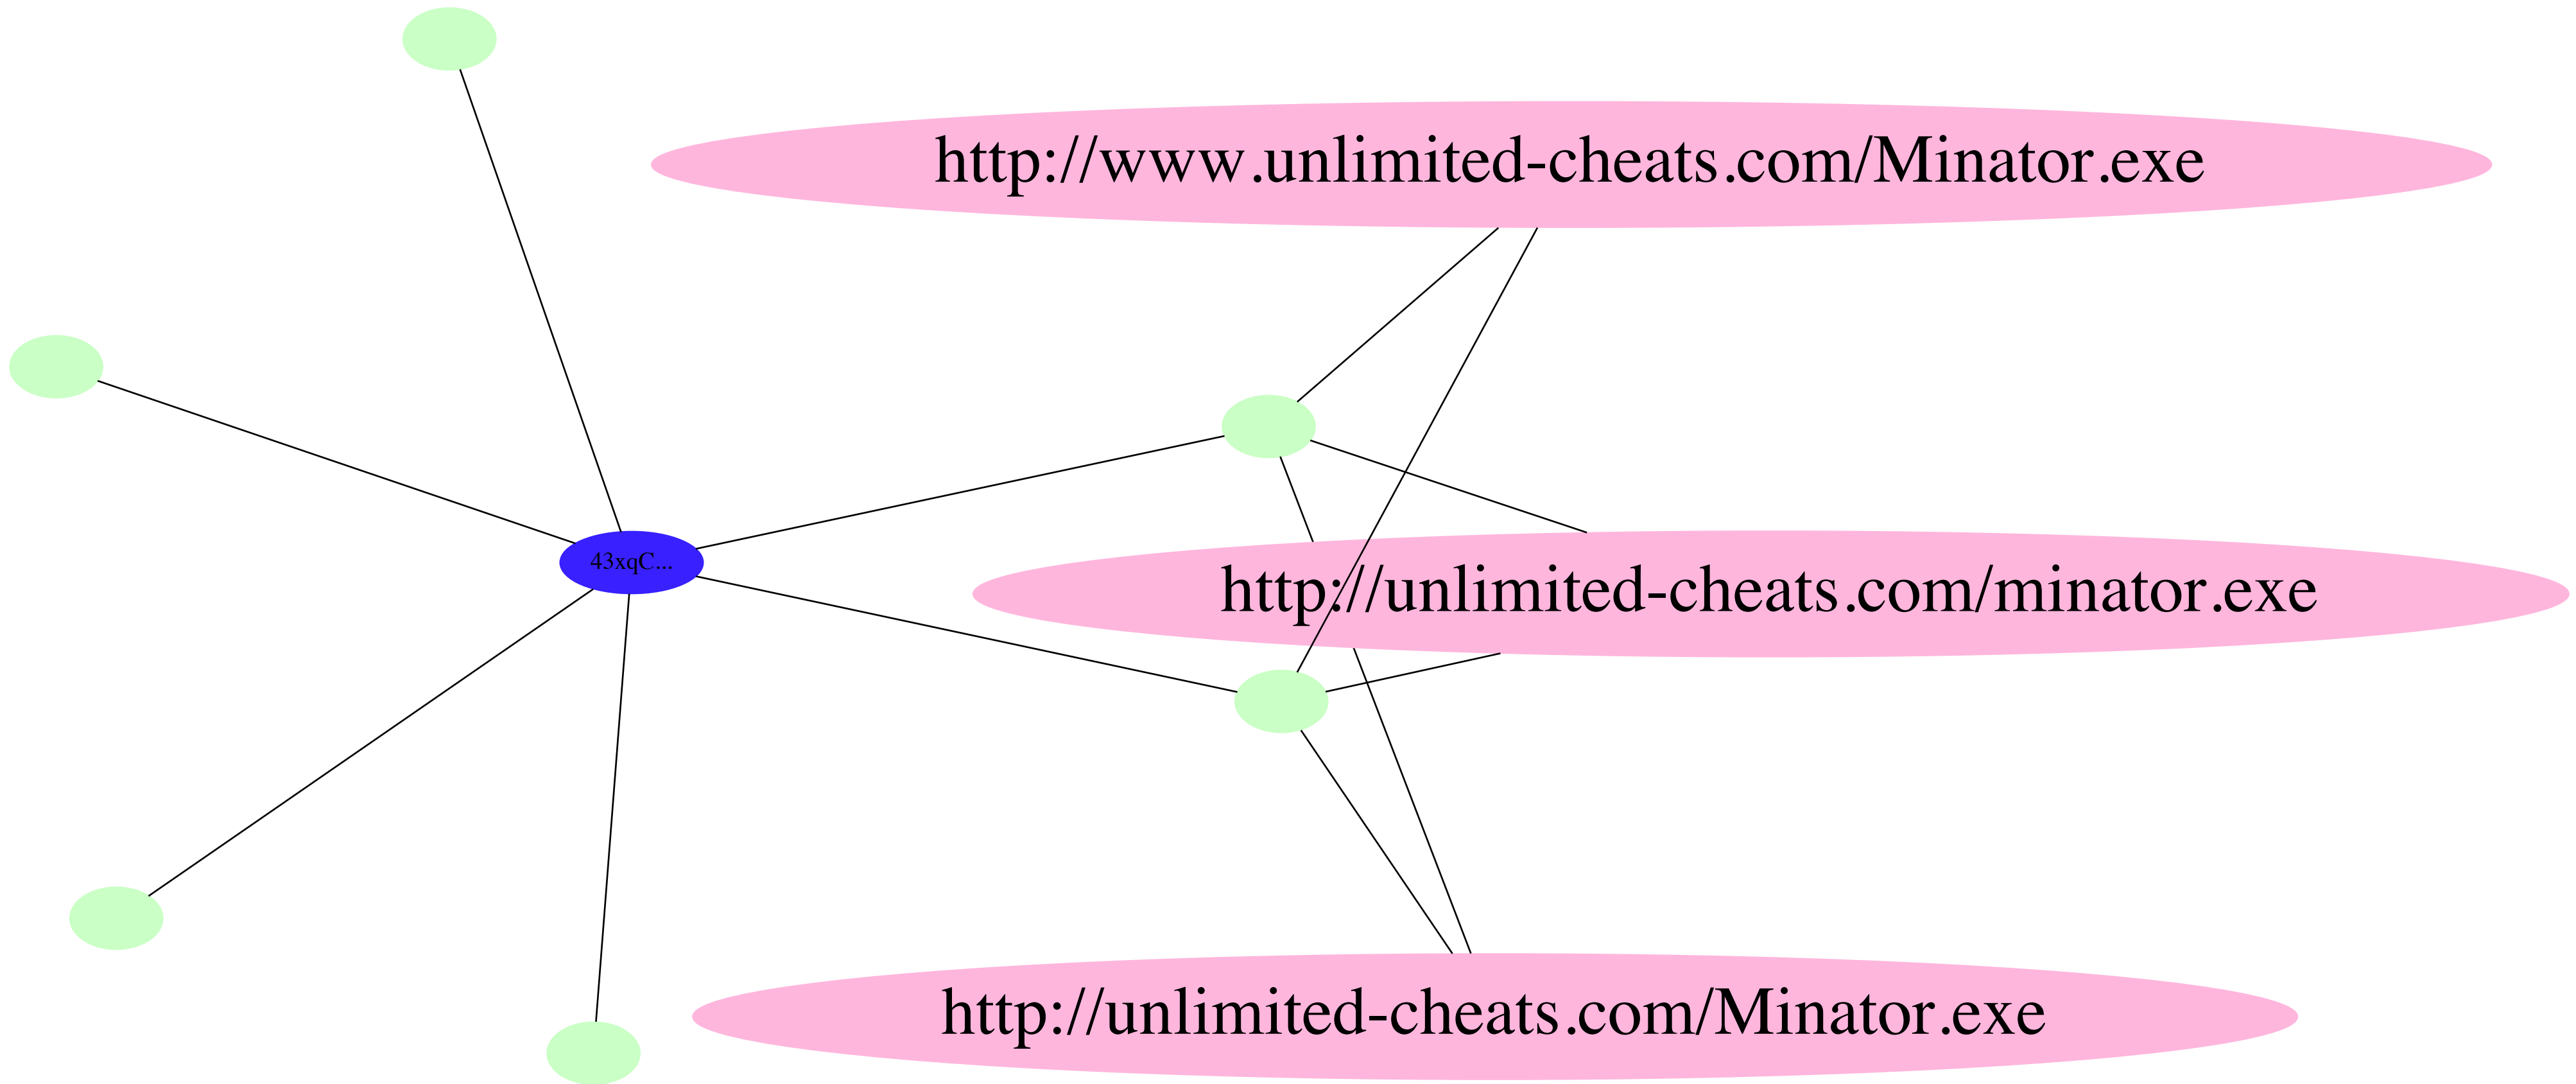 http://www.unlimited-cheats.com/Minator.exe
43xqC...
http://unlimited-cheats.com/minator.exe
http://unlimited-cheats.com/Minator.exe